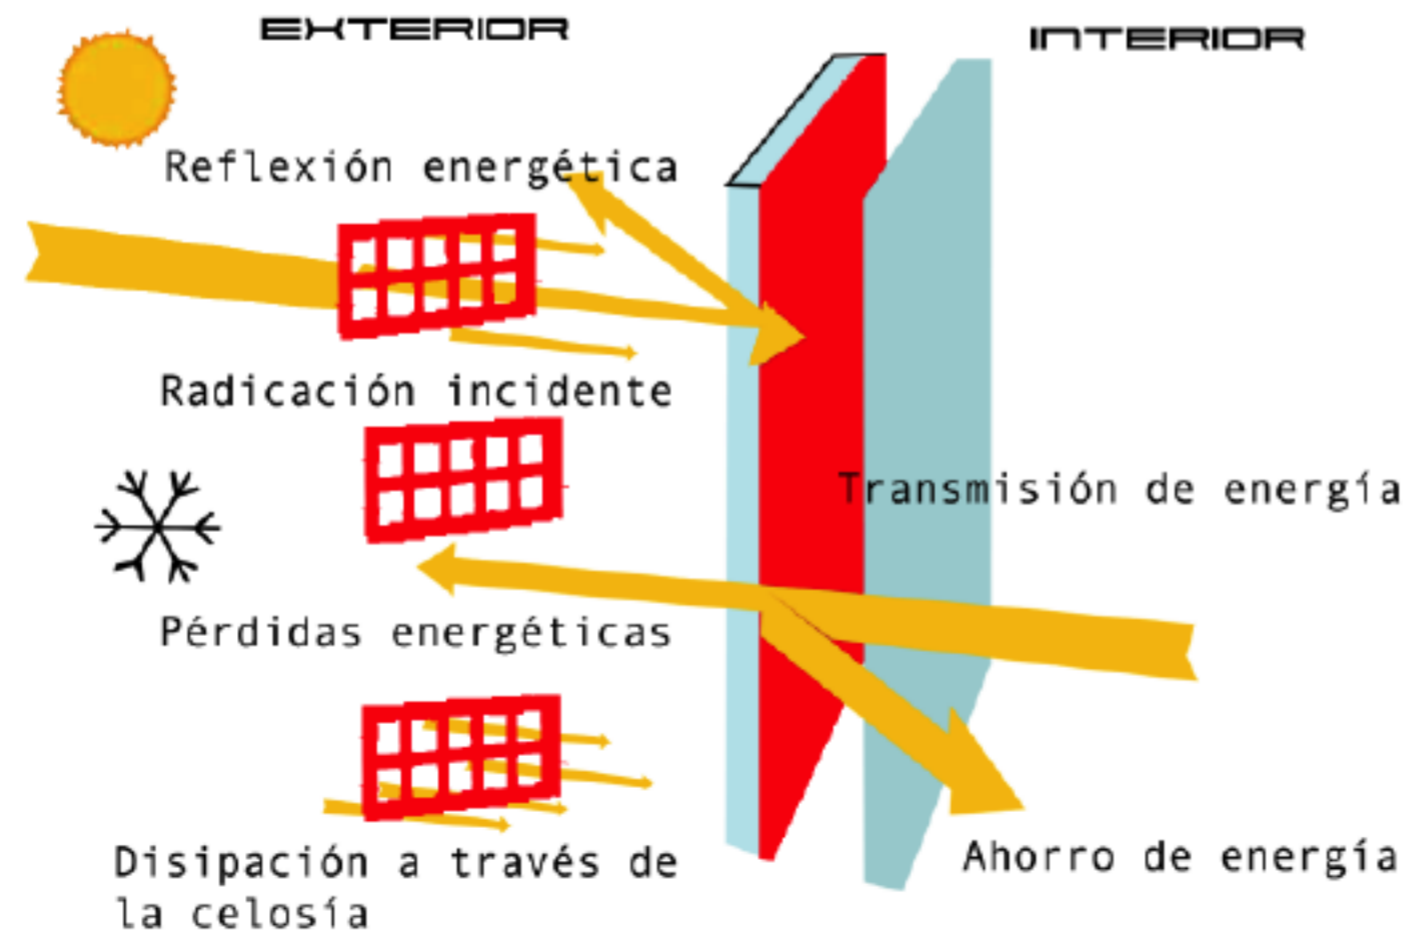 EXTERIOR
INTERIOR
Reflexión energética
Radicación incidente
Transmisión de energía
Pérdidas energéticas
Disipación a través de
la celosía
Ahorro de energía